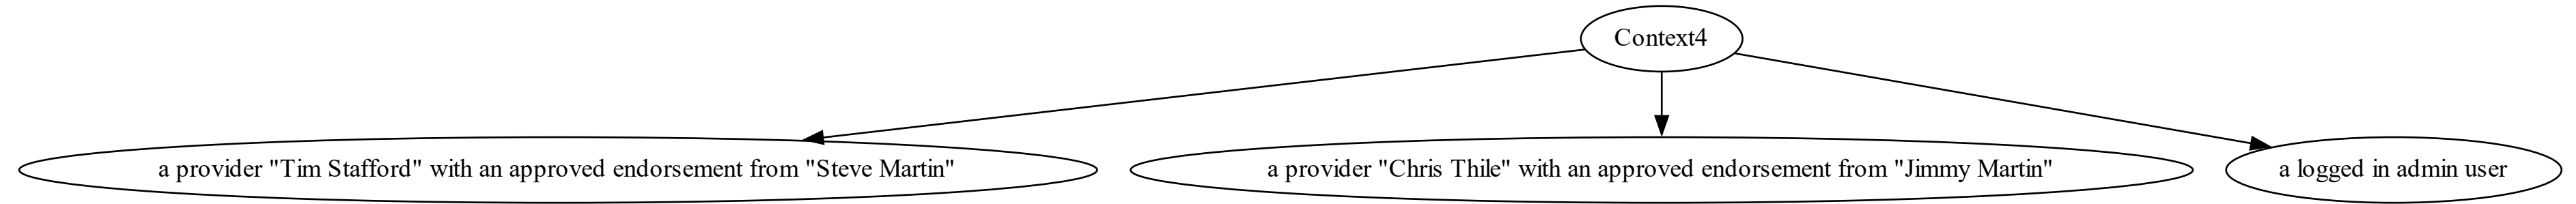 Context4
a provider "Tim Stafford" with an approved endorsement from "Steve Martin"
a provider "Chris Thile" with an approved endorsement from "Jimmy Martin"
a logged in admin user